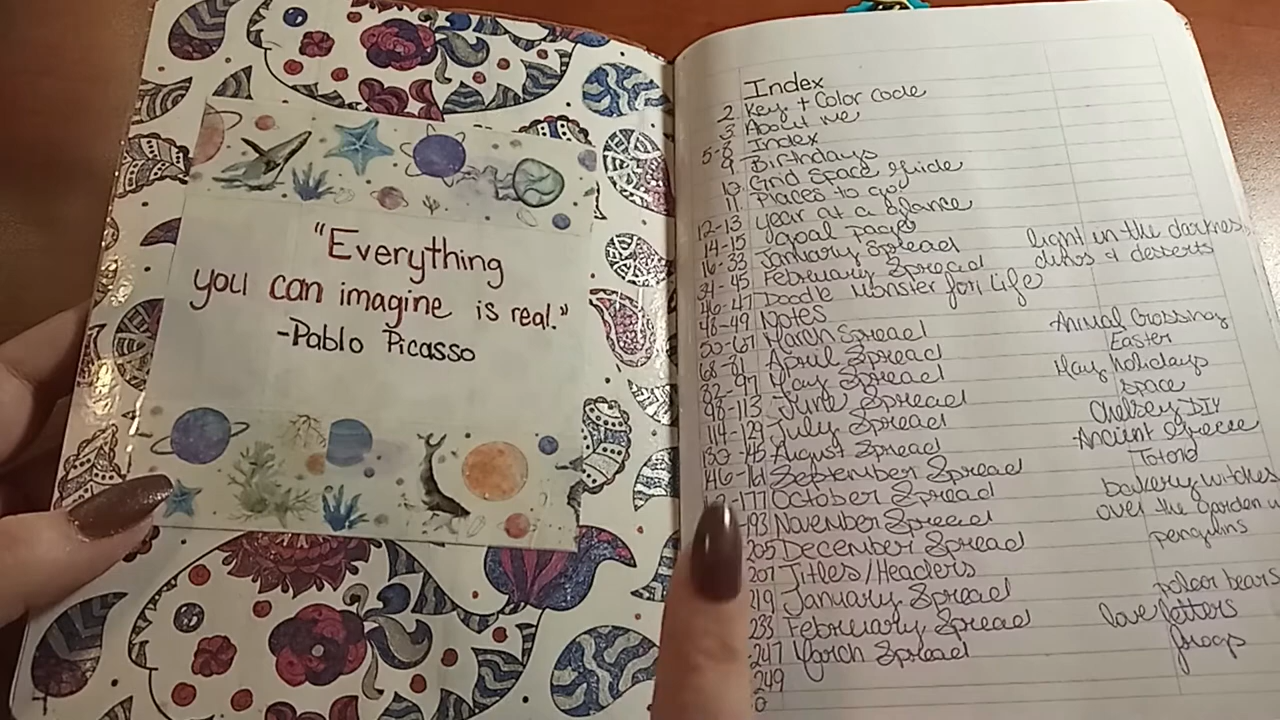 "Everything
you can imagine is real."
-Pablo Picasso
Index
2 Key + Color Code
3 About me
5-8 Index
9 Birthdays
10 Grid Space Guide
11 Places to go
12-13 year at a glance
14-15 goal page
16-33 January Spread light in the darkness
34-45 February Spread dinos & desserts
46-47 Doodle Monster for Life
48-49 Notes
50-67 March Spread Animal Crossing
68-81 April Spread Easter
82-97 May Spread May holidays
98-113 June Spread space
114-129 July Spread Chelsey DIY
130-145 August Spread Ancient Greece
146-161 September Spread Totoro
177 October Spread bakery witches
193 November Spread over the garden
205 December Spread penguins
207 Titles/Headers
219 January Spread polar bears
233 February Spread love letters
247 March Spread frogs
249